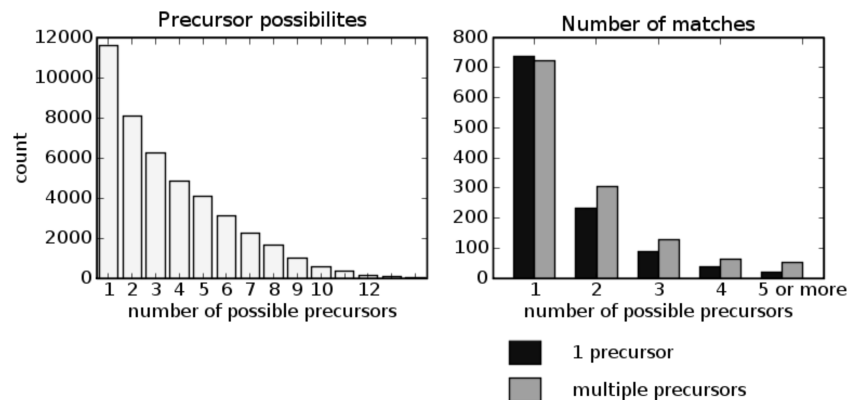 Precursor possibilites
12000
10000
8000
6000
4000
2000
0
count
1 2 3 4 5 6 7 8 9 10 12
number of possible precursors
Number of matches
800
700
600
500
400
300
200
100
0
1 2 3 4 5 or more
number of possible precursors
1 precursor
multiple precursors